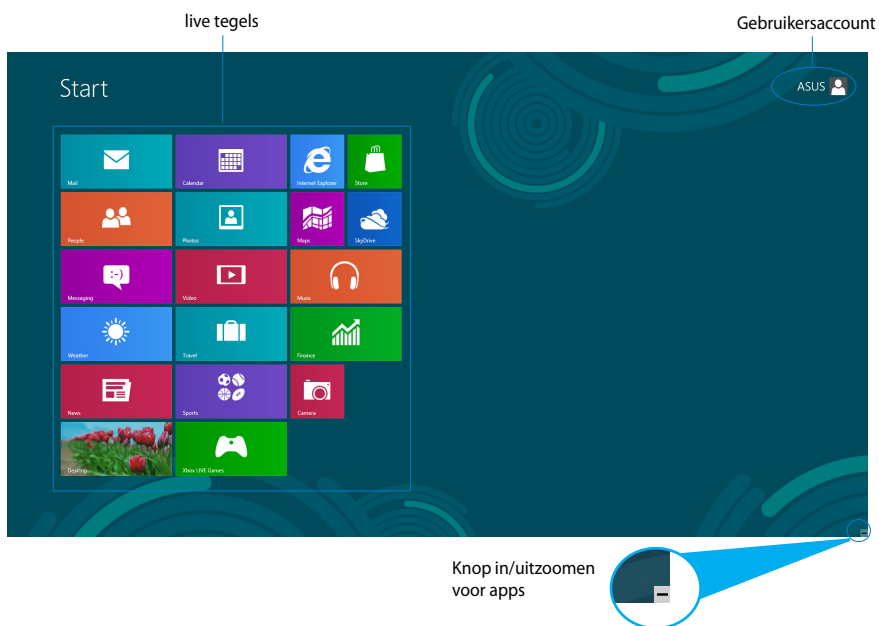 live tegels
Gebruikersaccount
Start
ASUS
Mail
Calendar
Internet Explorer
Store
People
Photos
Maps
SkyDrive
Messaging
Video
Music
Weather
Travel
Finance
News
Sports
Camera
Desktop
Xbox LIVE Games
Knop in/uitzoomen
voor apps